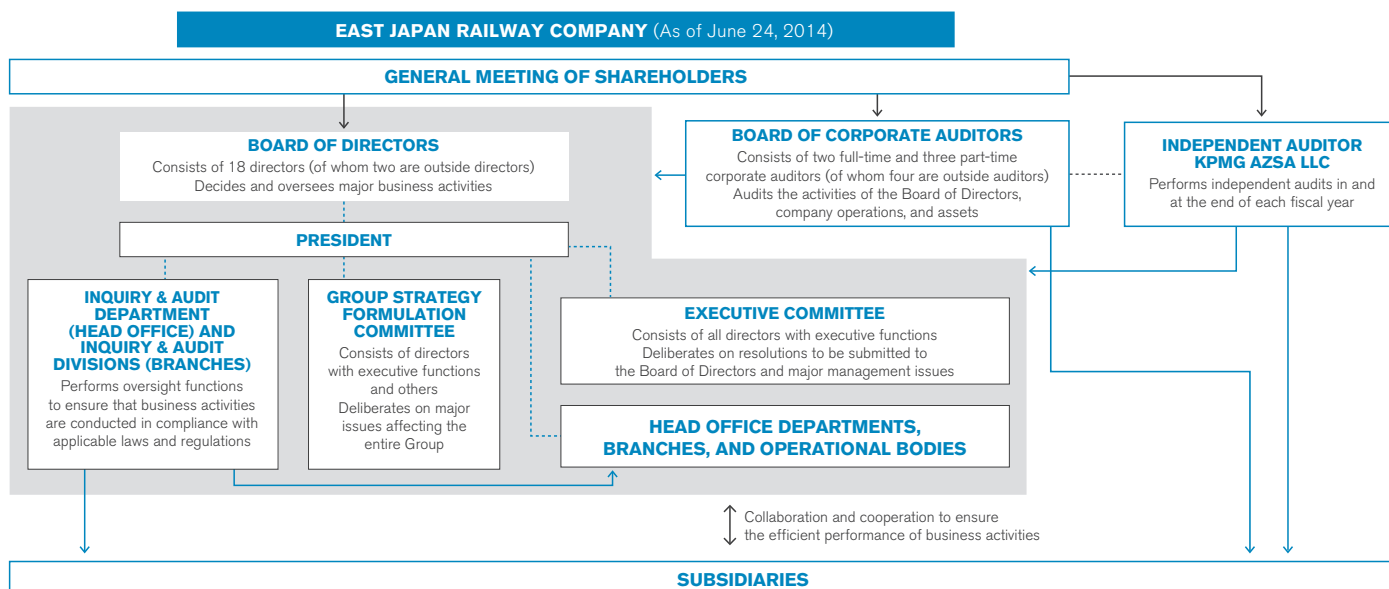 EAST JAPAN RAILWAY COMPANY (As of June 24, 2014)
GENERAL MEETING OF SHAREHOLDERS
BOARD OF DIRECTORS
Consists of 18 directors (of whom two are outside directors)
Decides and oversees major business activities
BOARD OF CORPORATE AUDITORS
Consists of two full-time and three part-time
corporate auditors (of whom four are outside auditors)
Audits the activities of the Board of Directors,
company operations, and assets
INDEPENDENT AUDITOR
KPMG AZSA LLC
Performs independent audits in and
at the end of each fiscal year
PRESIDENT
INQUIRY & AUDIT
DEPARTMENT
(HEAD OFFICE) AND
INQUIRY & AUDIT
DIVISIONS (BRANCHES)
Performs oversight functions
to ensure that business activities
are conducted in compliance with
applicable laws and regulations
GROUP STRATEGY
FORMULATION
COMMITTEE
Consists of directors
with executive functions
and others
Deliberates on major
issues affecting the
entire Group
EXECUTIVE COMMITTEE
Consists of all directors with executive functions
Deliberates on resolutions to be submitted to
the Board of Directors and major management issues
HEAD OFFICE DEPARTMENTS,
BRANCHES, AND OPERATIONAL BODIES
Collaboration and cooperation to ensure
the efficient performance of business activities
SUBSIDIARIES